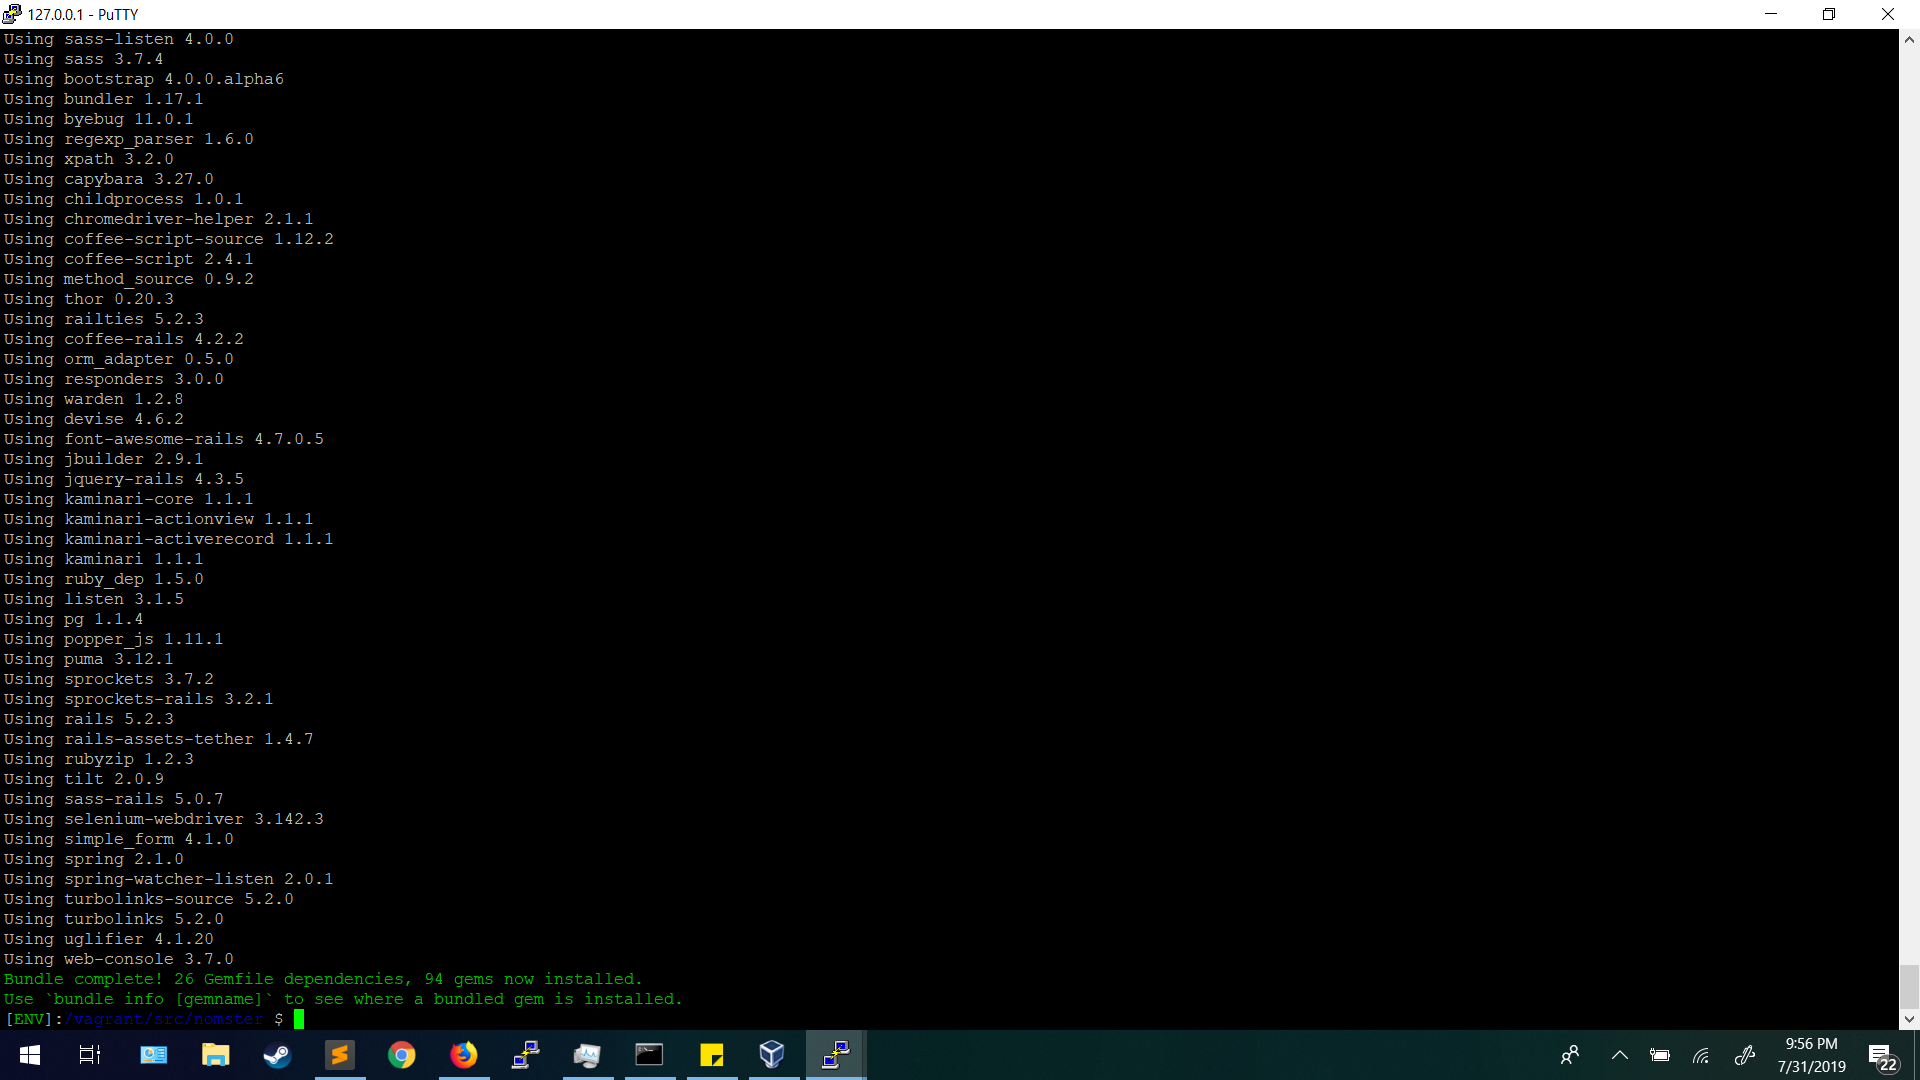 127.0.0.1 - PuTTY
Using sass-listen 4.0.0
Using sass 3.7.4
Using bootstrap 4.0.0.alpha6
Using bundler 1.17.1
Using byebug 11.0.1
Using regexp_parser 1.6.0
Using xpath 3.2.0
Using capybara 3.27.0
Using childprocess 1.0.1
Using chromedriver-helper 2.1.1
Using coffee-script-source 1.12.2
Using coffee-script 2.4.1
Using method_source 0.9.2
Using thor 0.20.3
Using railties 5.2.3
Using coffee-rails 4.2.2
Using orm_adapter 0.5.0
Using responders 3.0.0
Using warden 1.2.8
Using devise 4.6.2
Using font-awesome-rails 4.7.0.5
Using jbuilder 2.9.1
Using jquery-rails 4.3.5
Using kaminari-core 1.1.1
Using kaminari-actionview 1.1.1
Using kaminari-activerecord 1.1.1
Using kaminari 1.1.1
Using ruby_dep 1.5.0
Using listen 3.1.5
Using pg 1.1.4
Using popper_js 1.11.1
Using puma 3.12.1
Using sprockets 3.7.2
Using sprockets-rails 3.2.1
Using rails 5.2.3
Using rails-assets-tether 1.4.7
Using rubyzip 1.2.3
Using tilt 2.0.9
Using sass-rails 5.0.7
Using selenium-webdriver 3.142.3
Using simple_form 4.1.0
Using spring 2.1.0
Using spring-watcher-listen 2.0.1
Using turbolinks-source 5.2.0
Using turbolinks 5.2.0
Using uglifier 4.1.20
Using web-console 3.7.0
Bundle complete! 26 Gemfile dependencies, 94 gems now installed.
Use `bundle info [gemname]` to see where a bundled gem is installed.
[ENV]:/vagrant/src/nomster $
9:56 PM
7/31/2019
22